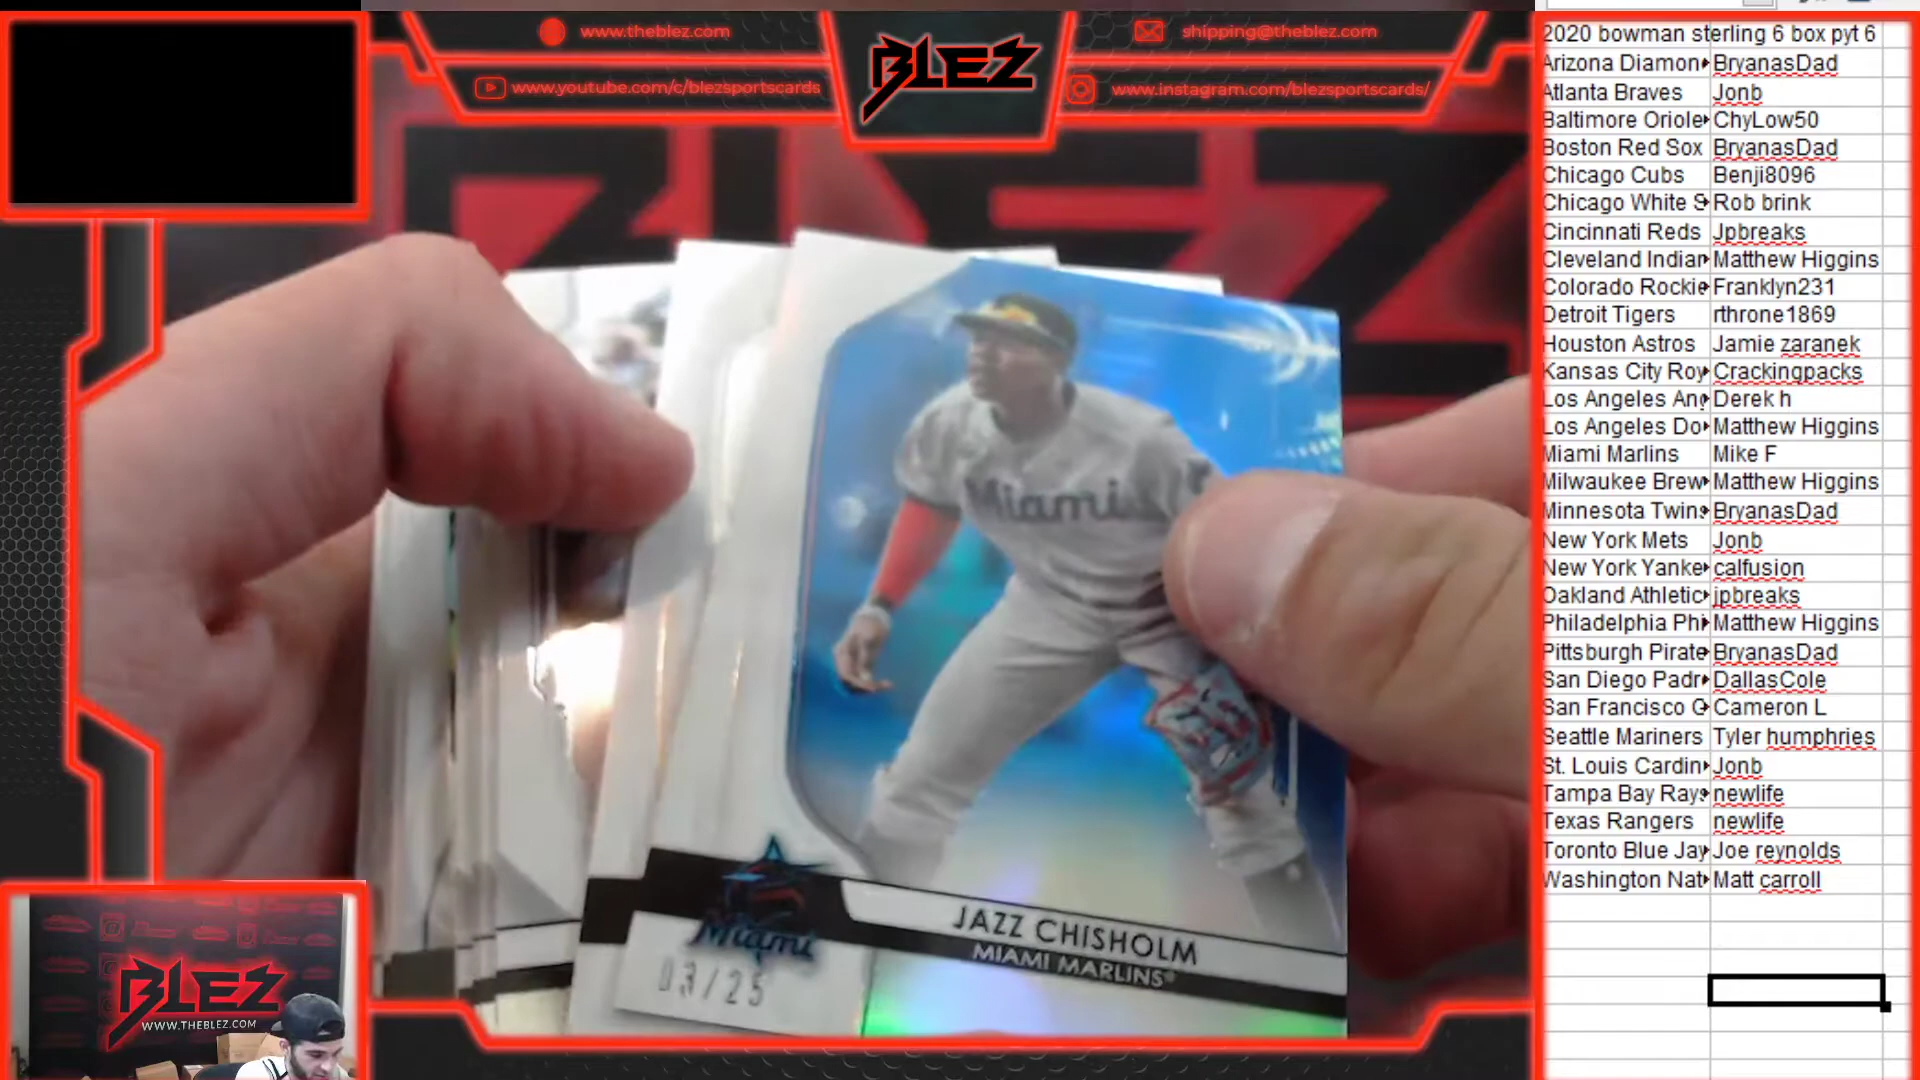 www.theblez.com
BLEZ
shipping@theblez.com
www.youtube.com/c/blezsportscards
www.instagram.com/blezsportscards/
BLEZ
Miamis
Miami
JAZZ CHISHOLM
MIAMI MARLINS
03/25
BLEZ
WWW.THEBLEZ.COM
2020 bowman sterling 6 box pyt 6
Arizona Diamon BryanasDad
Atlanta Braves Jonb
Baltimore Oriole ChyLow50
Boston Red Sox BryanasDad
Chicago Cubs Benji8096
Chicago White S Rob brink
Cincinnati Reds Jpbreaks
Cleveland Indian Matthew Higgins
Colorado Rockie Franklyn231
Detroit Tigers rthrone1869
Houston Astros Jamie zaranek
Kansas City Roy Crackingpacks
Los Angeles Ang Derek h
Los Angeles Do Matthew Higgins
Miami Marlins Mike F
Milwaukee Brew Matthew Higgins
Minnesota Twins BryanasDad
New York Mets Jonb
New York Yanke calfusion
Oakland Athletic jpbreaks
Philadelphia Phi Matthew Higgins
Pittsburgh Pirate BryanasDad
San Diego Padr DallasCole
San Francisco G Cameron L
Seattle Mariners Tyler humphries
St. Louis Cardin Jonb
Tampa Bay Rays newlife
Texas Rangers newlife
Toronto Blue Jay Joe reynolds
Washington Nat Matt carroll